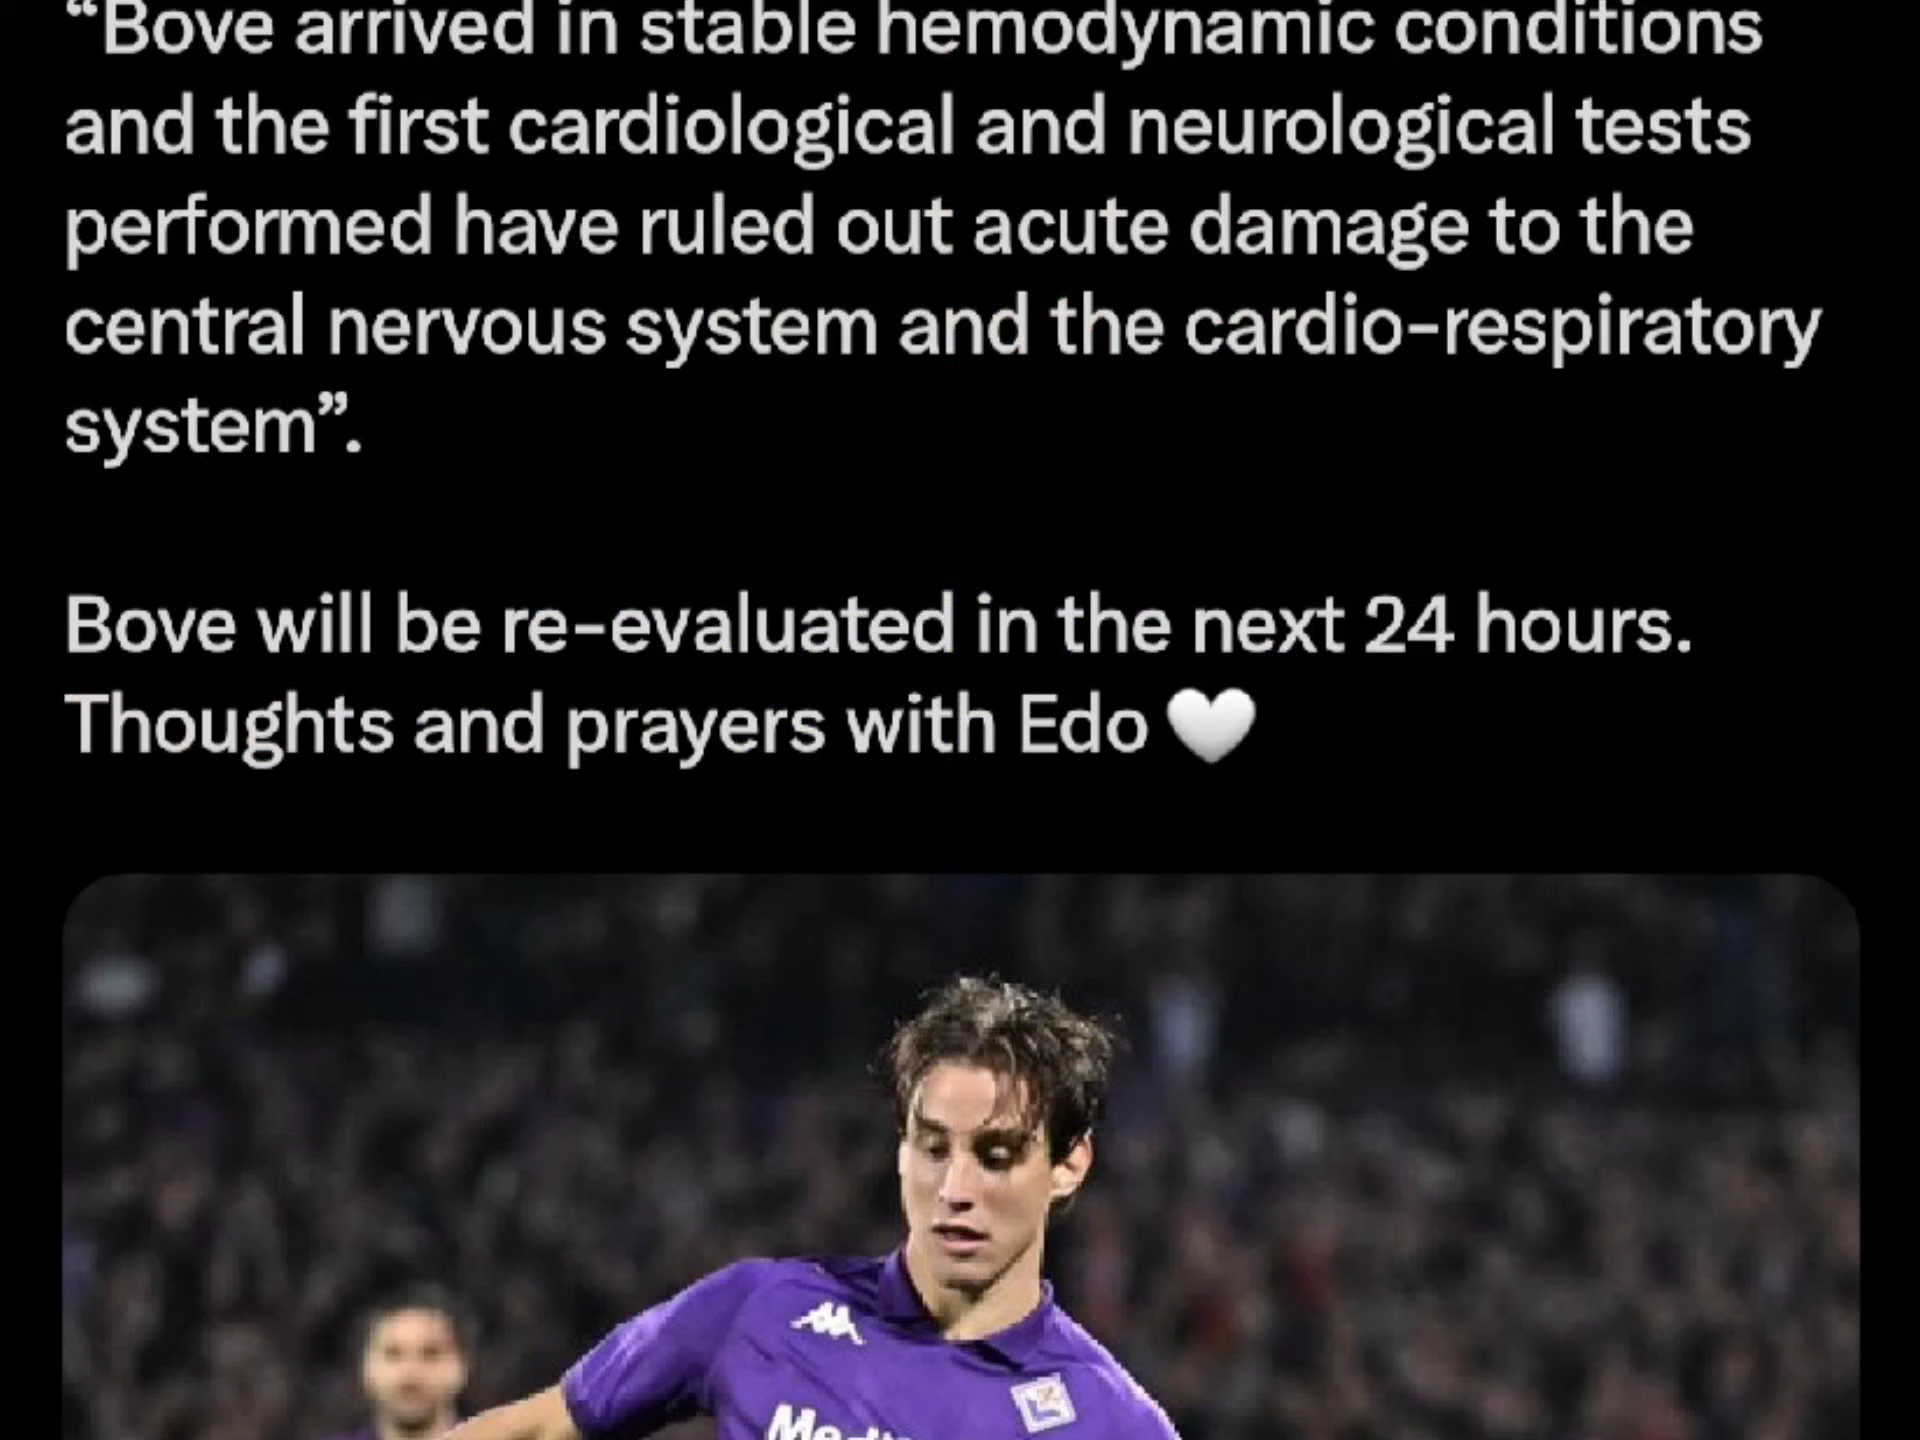 “Bove arrived in stable hemodynamic conditions
and the first cardiological and neurological tests
performed have ruled out acute damage to the
central nervous system and the cardio-respiratory
system”.
Bove will be re-evaluated in the next 24 hours.
Thoughts and prayers with Edo 🤍